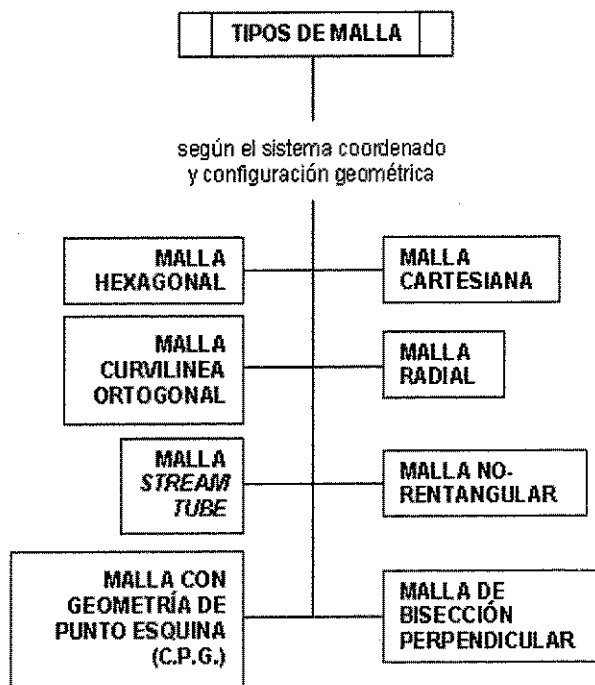 TIPOS DE MALLA
según el sistema coordenado
y configuración geométrica
MALLA
HEXAGONAL
MALLA
CARTESIANA
MALLA
CURVILINEA
ORTOGONAL
MALLA
RADIAL
MALLA
STREAM
TUBE
MALLA NO-
RENTANGULAR
MALLA CON
GEOMETRÍA DE
PUNTO ESQUINA
(C.P.G.)
MALLA DE
BISECCIÓN
PERPENDICULAR